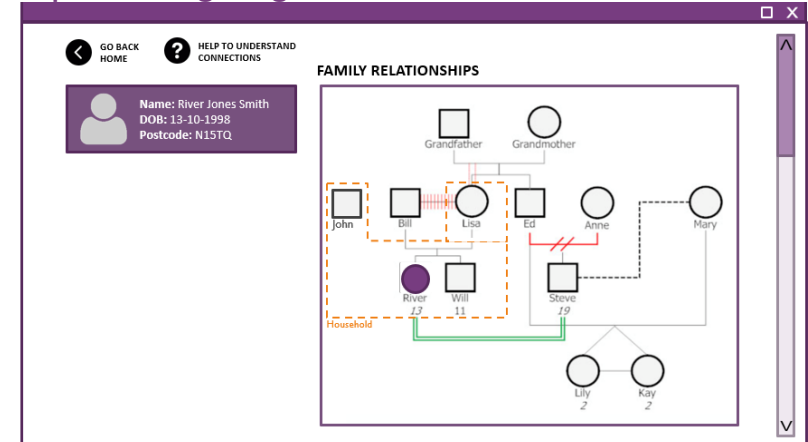 GO BACK
HOME
HELP TO UNDERSTAND
CONNECTIONS
Name: River Jones Smith
DOB: 13-10-1998
Postcode: N15TQ
FAMILY RELATIONSHIPS
Grandfather
Grandmother
John
Bill
Lisa
Ed
Anne
Mary
River
13
Will
11
Steve
19
Household
Lily
2
Kay
2